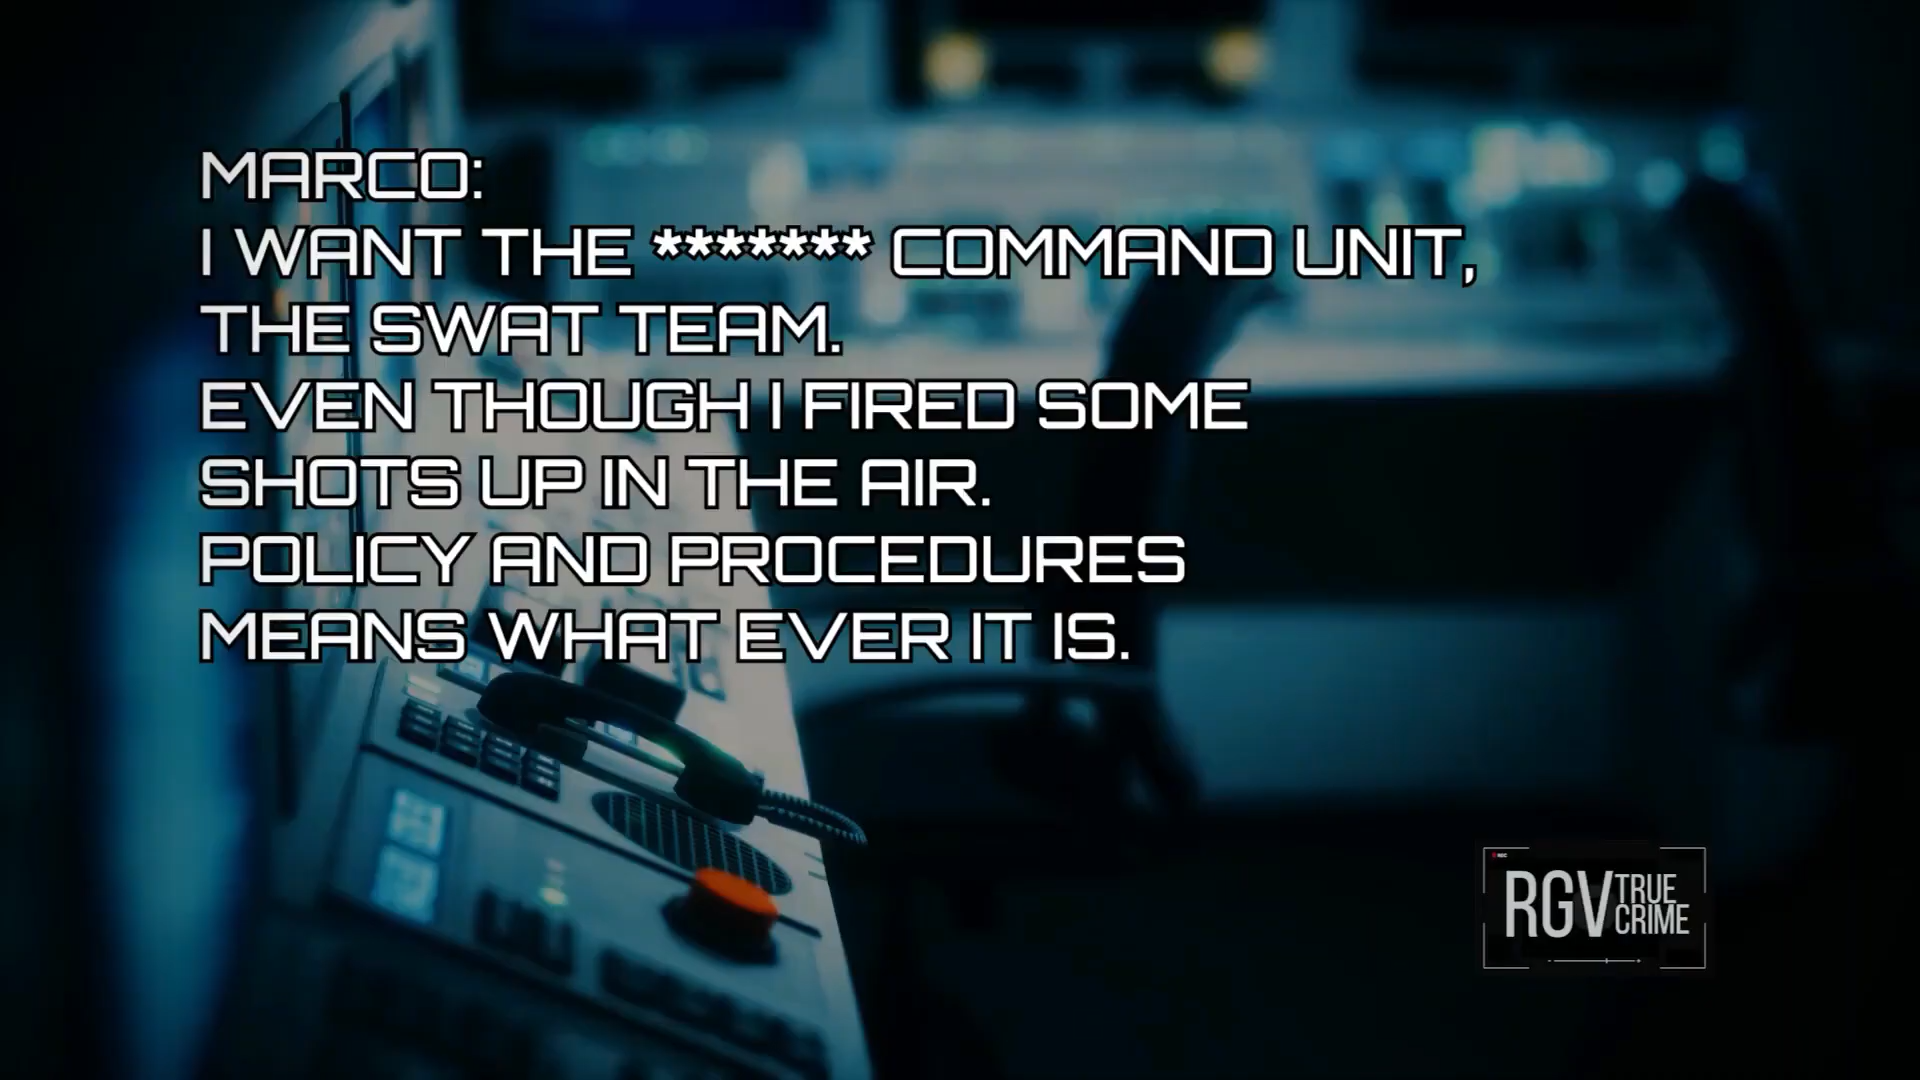 MARCO:
I WANT THE ******* COMMAND UNIT,
THE SWAT TEAM.
EVEN THOUGH I FIRED SOME
SHOTS UP IN THE AIR.
POLICY AND PROCEDURES
MEANS WHAT EVER IT IS.
REC
RGV TRUE
CRIME